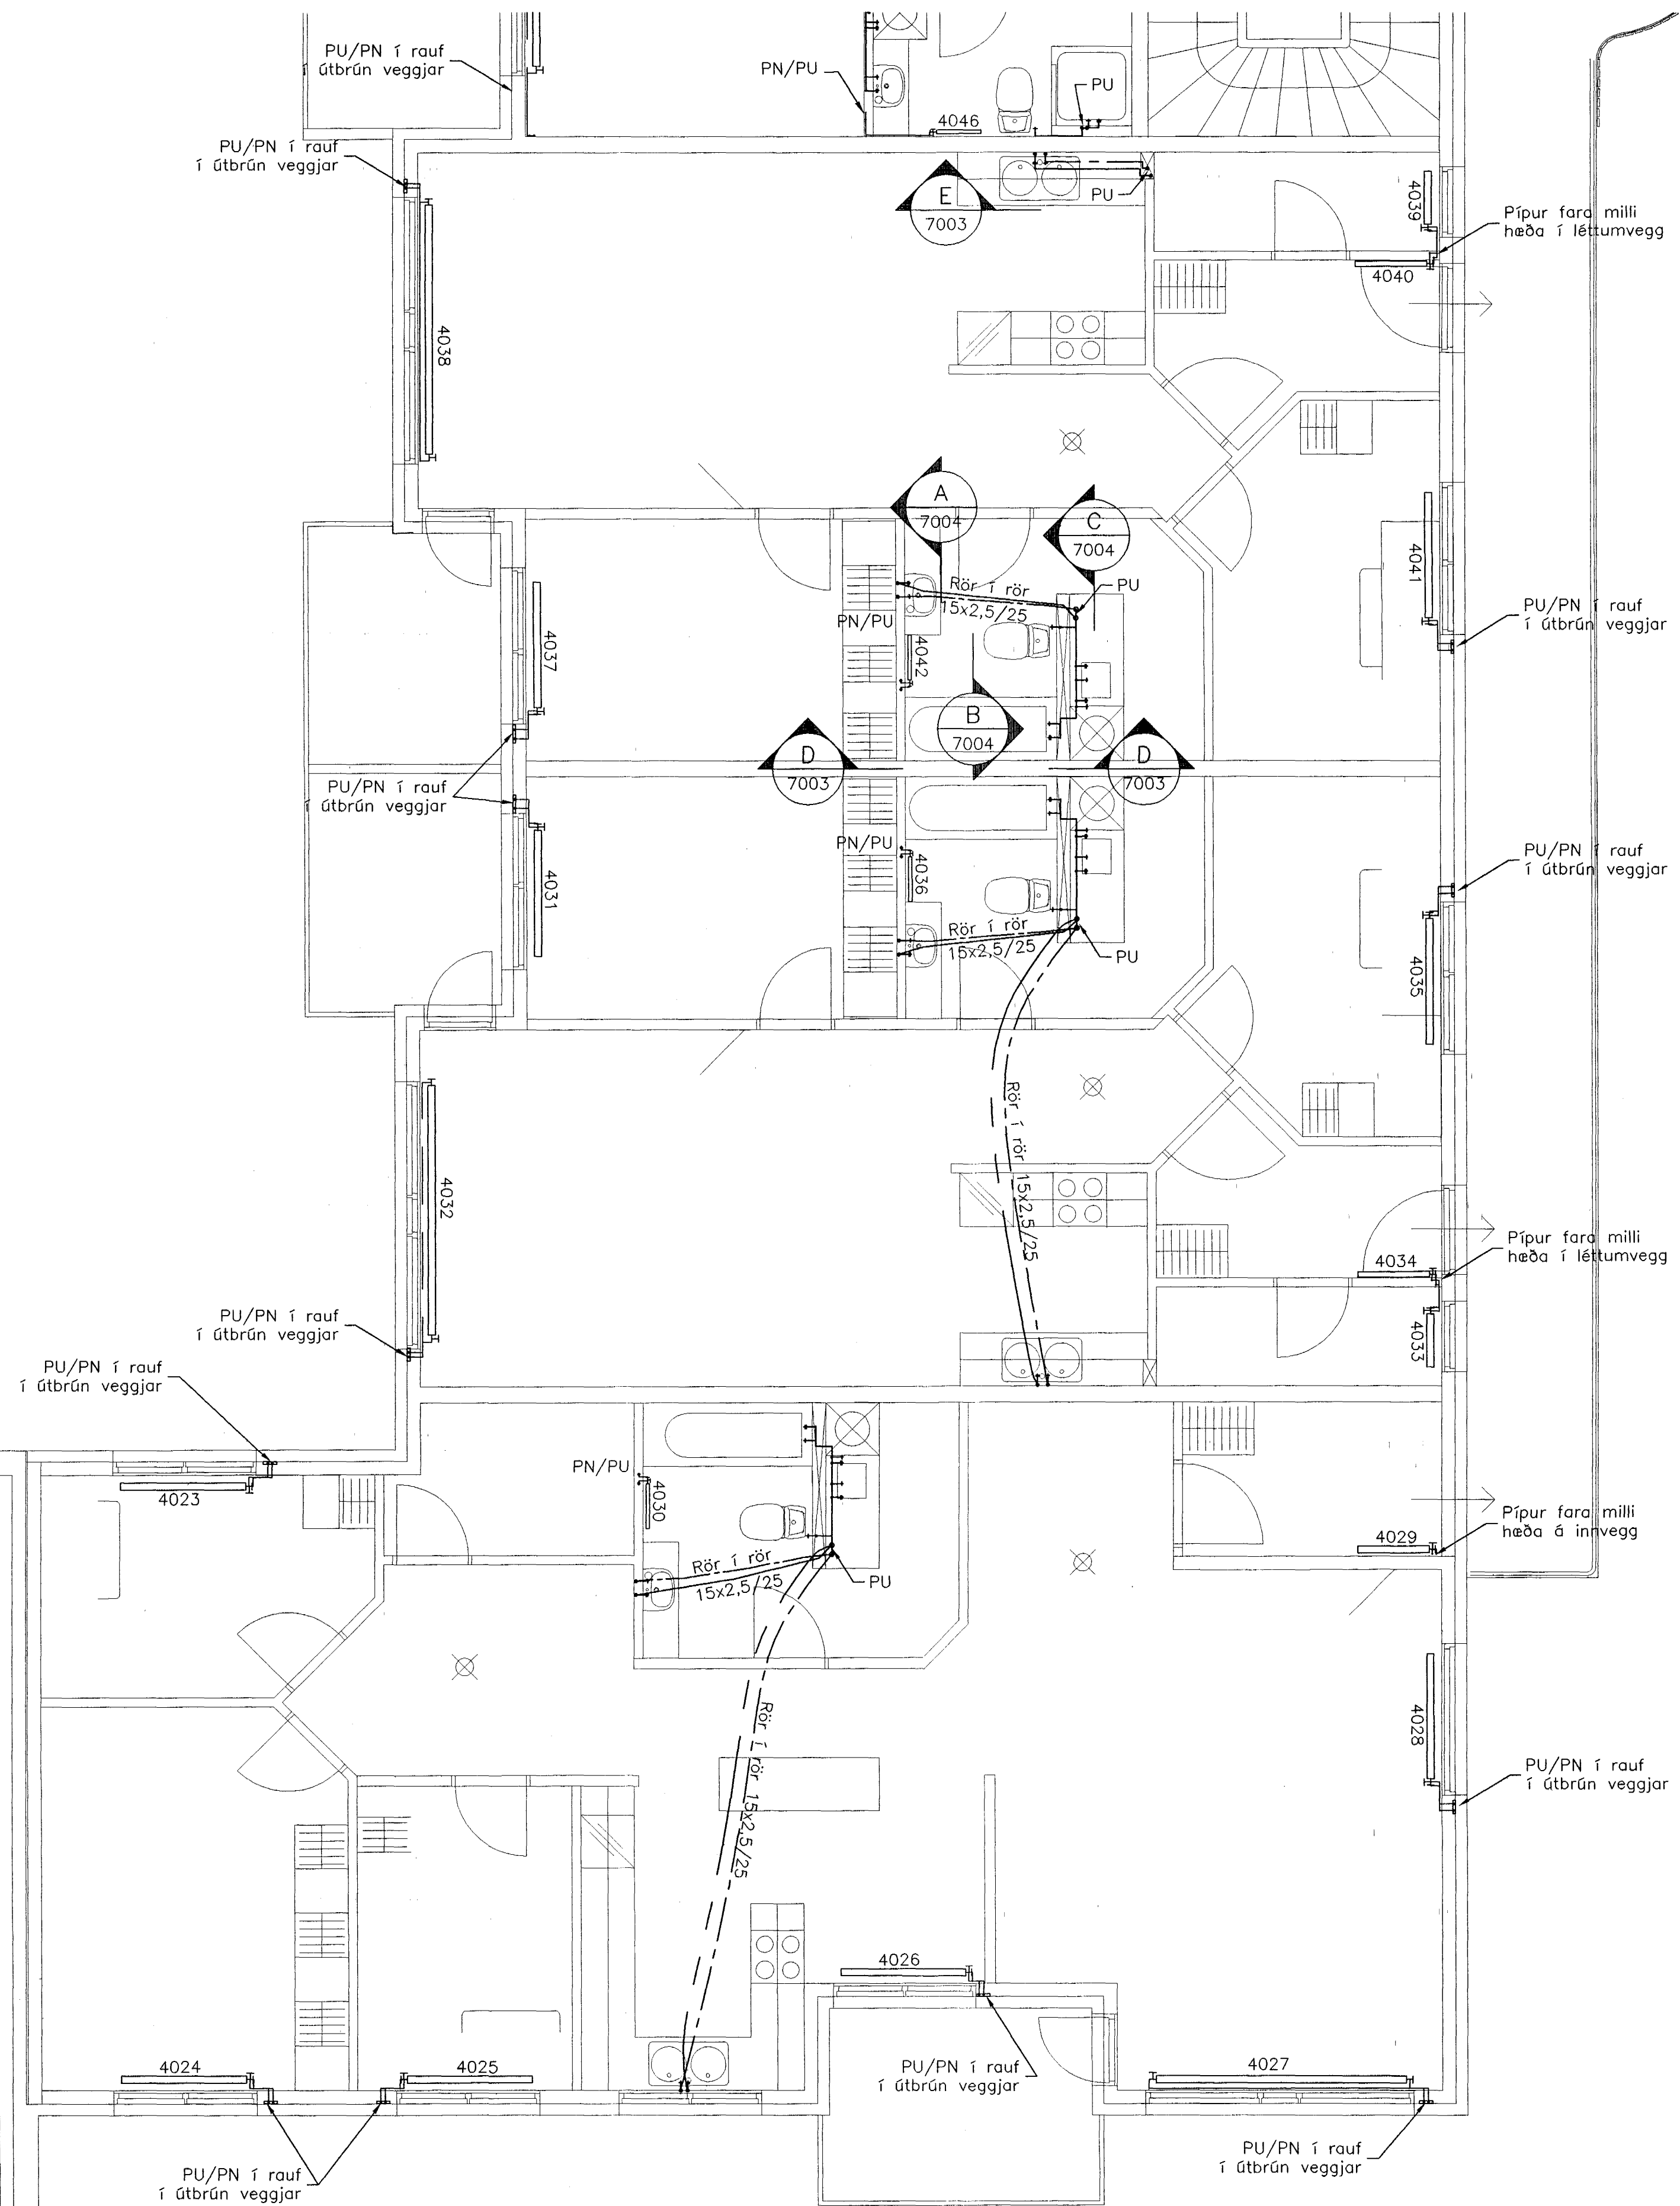 PU/PN í rauf
í útbrún veggjar
PN/PU
PU
4046
PU/PN í rauf
í útbrún veggjar
E
7003
PU
4039
Pípur fara milli
hæða í léttumvegg
4040
4038
A
7004
C
7004
4041
Rör í rör
15x2,5/25
PU
PN/PU
PU/PN í rauf
í útbrún veggjar
4037
4042
B
7004
D
7003
D
7003
PU/PN í rauf
í útbrún veggjar
PN/PU
PU/PN í rauf
í útbrún veggjar
4031
4036
Rör í rör
15x2,5/25
PU
4035
Rör í rör 15x2,5/25
4032
4034
Pípur fara milli
hæða í léttumvegg
PU/PN í rauf
í útbrún veggjar
4033
PU/PN í rauf
í útbrún veggjar
PN/PU
4023
4030
Pípur fara milli
hæða á innvegg
4029
Rör í rör
15x2,5/25
PU
4028
Rör í rör 15x2,5/25
PU/PN í rauf
í útbrún veggjar
4026
4024
4025
PU/PN í rauf
í útbrún veggjar
4027
PU/PN í rauf
í útbrún veggjar
PU/PN í rauf
í útbrún veggjar